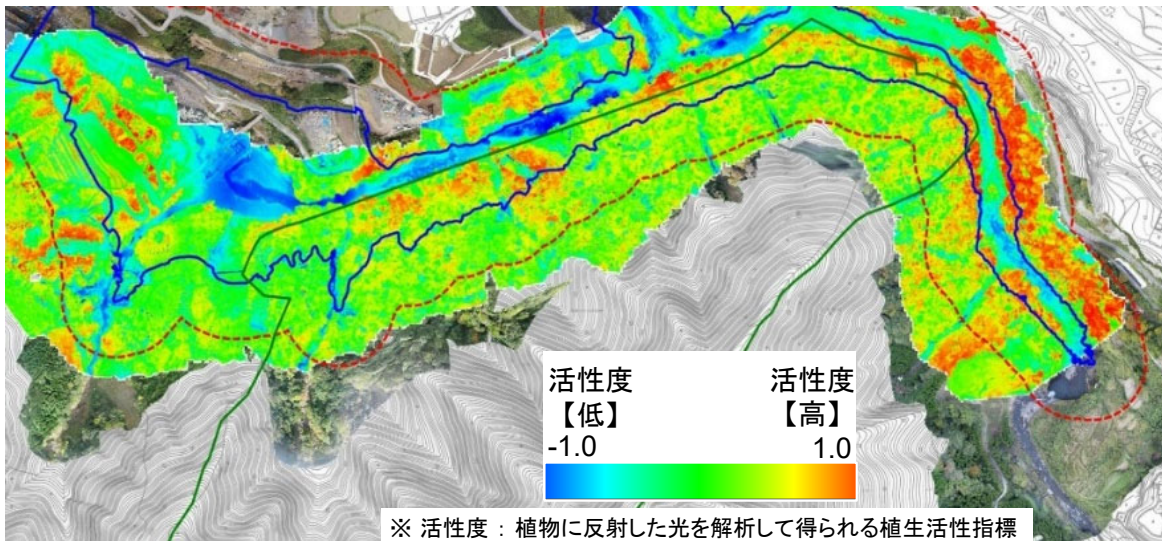 活性度 活性度
【低】 【高】
-1.0 1.0
※ 活性度 : 植物に反射した光を解析して得られる植生活性指標